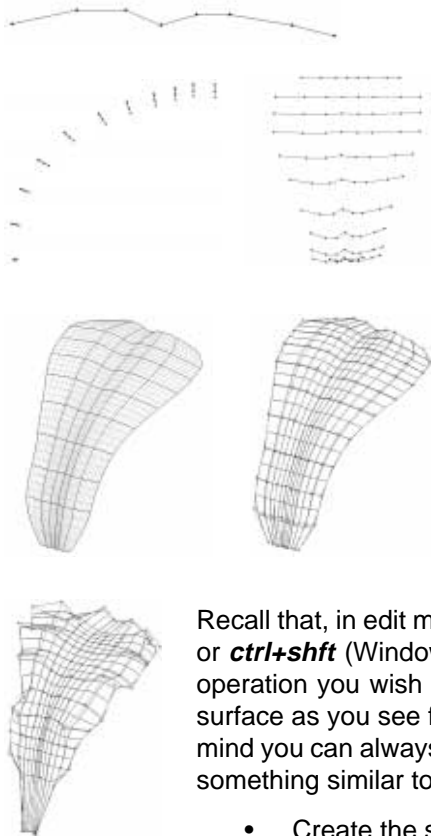 Recall that, in edit m
or ctrl+shft (Window
operation you wish
surface as you see f
mind you can always
something similar to
• Create the s